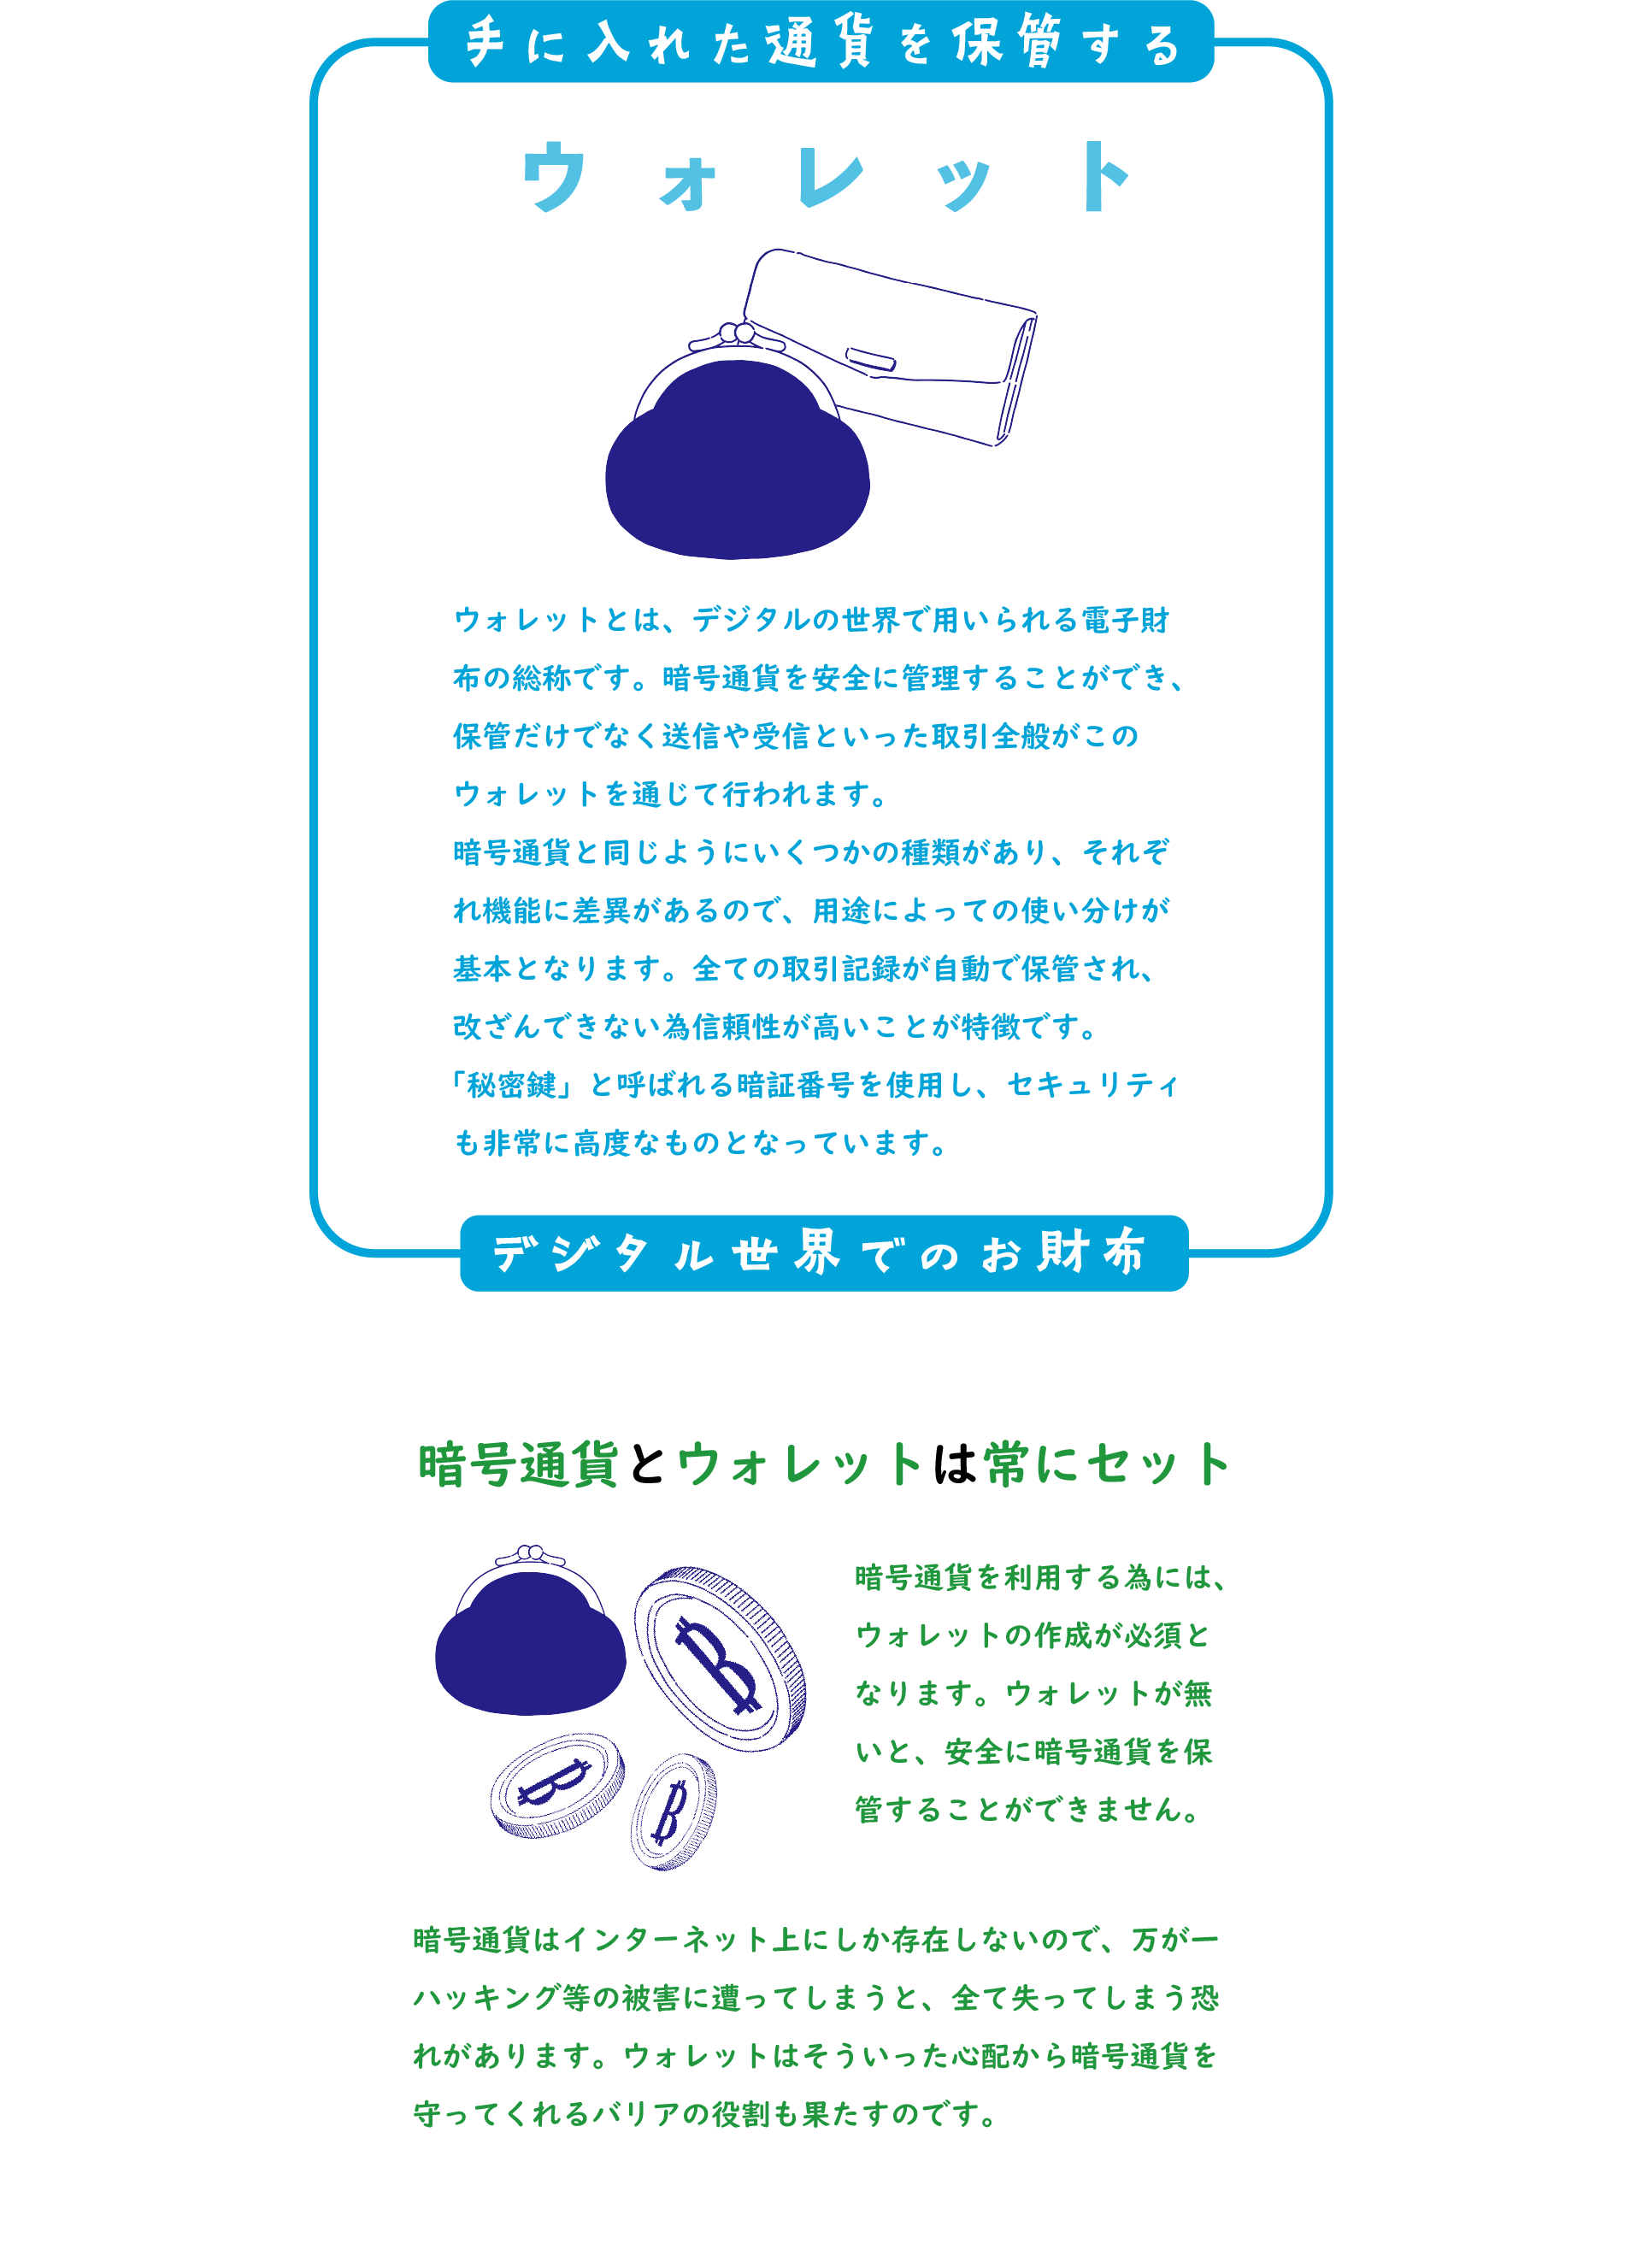 手に入れた通貨を保管する
ウォレット
ウォレットとは、デジタルの世界で用いられる電子財
布の総称です。暗号通貨を安全に管理することができ、
保管だけでなく送信や受信といった取引全般がこの
ウォレットを通じて行われます。
暗号通貨と同じようにいくつかの種類があり、それぞ
れ機能に差異があるので、用途によっての使い分けが
基本となります。全ての取引記録が自動で保管され、
改ざんできない為信頼性が高いことが特徴です。
「秘密鍵」と呼ばれる暗証番号を使用し、セキュリティ
も非常に高度なものとなっています。
デジタル世界でのお財布
暗号通貨とウォレットは常にセット
暗号通貨を利用する為には、
ウォレットの作成が必須と
なります。ウォレットが無
いと、安全に暗号通貨を保
管することができません。
暗号通貨はインターネット上にしか存在しないので、万が一
ハッキング等の被害に遭ってしまうと、全て失ってしまう恐
れがあります。ウォレットはそういった心配から暗号通貨を
守ってくれるバリアの役割も果たすのです。